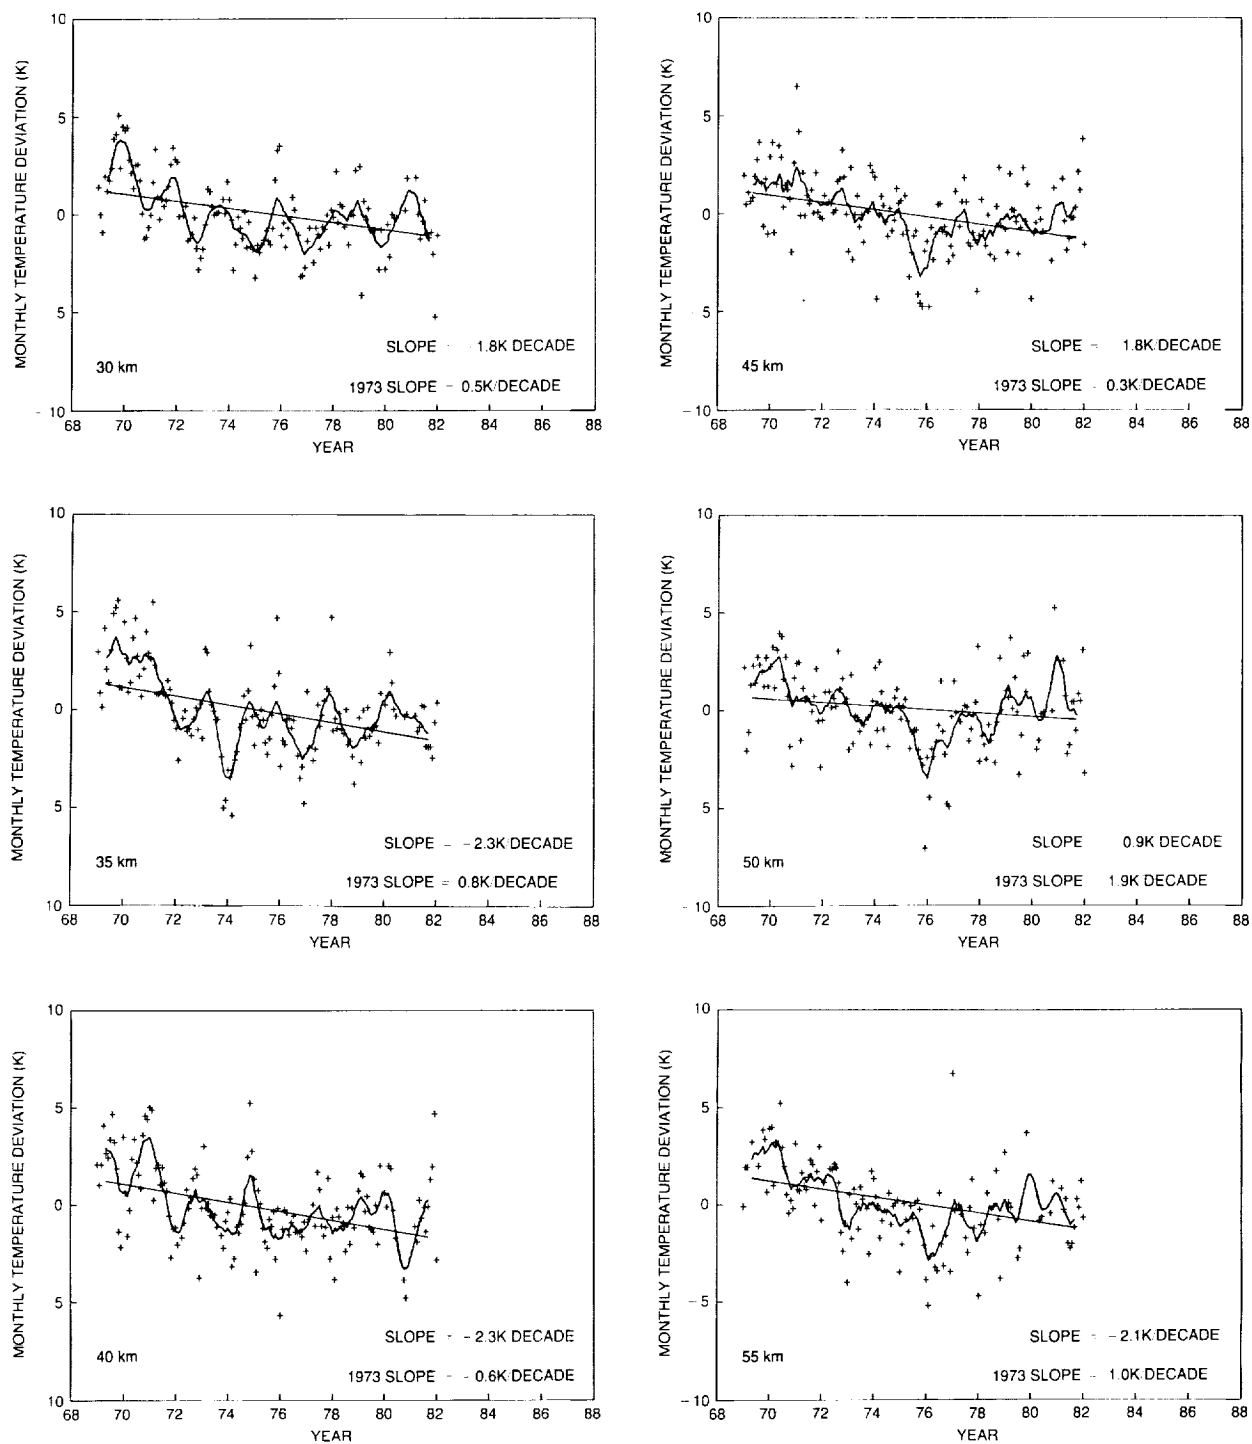 10
5
0
5
- 10
MONTHLY TEMPERATURE DEVIATION (K)
30 km
SLOPE - 1.8K DECADE
1973 SLOPE - 0.5K/DECADE
68 70 72 74 76 78 80 82 84 86 88
YEAR
10
5
0
5
- 10
MONTHLY TEMPERATURE DEVIATION (K)
45 km
SLOPE = 1.8K DECADE
1973 SLOPE - 0.3K/DECADE
68 70 72 74 76 78 80 82 84 86 88
YEAR
10
5
0
5
10
MONTHLY TEMPERATURE DEVIATION (K)
35 km
SLOPE - - 2.3K/DECADE
1973 SLOPE = 0.8K/DECADE
68 70 72 74 76 78 80 82 84 86 88
YEAR
10
5
0
5
10
MONTHLY TEMPERATURE DEVIATION (K)
50 km
SLOPE 0.9K DECADE
1973 SLOPE 1.9K/DECADE
68 70 72 74 76 78 80 82 84 86 88
YEAR
10
5
0
5
10
MONTHLY TEMPERATURE DEVIATION (K)
40 km
SLOPE - - 2.3K DECADE
1973 SLOPE - - 0.6K/DECADE
68 70 72 74 76 78 80 82 84 86 88
YEAR
10
5
0
- 5
- 10
MONTHLY TEMPERATURE DEVIATION (K)
55 km
SLOPE = - 2.1K/DECADE
1973 SLOPE - 1.0K DECADE
68 70 72 74 76 78 80 82 84 86 88
YEAR